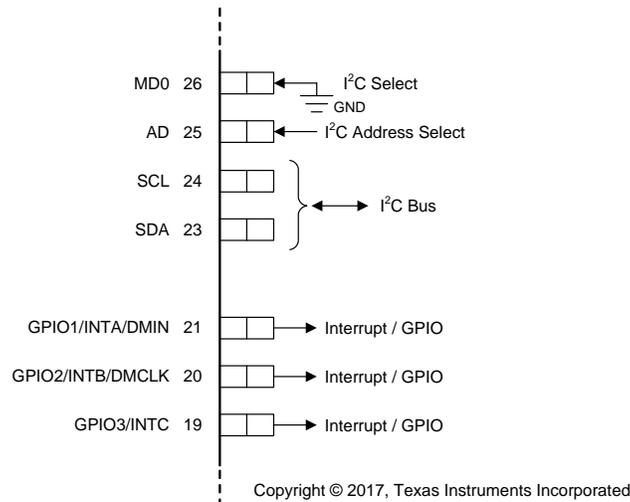 MD0 26 I²C Select
GND
AD 25 I²C Address Select
SCL 24
I²C Bus
SDA 23
GPIO1/INTA/DMIN 21 Interrupt / GPIO
GPIO2/INTB/DMCLK 20 Interrupt / GPIO
GPIO3/INTC 19 Interrupt / GPIO
Copyright © 2017, Texas Instruments Incorporated